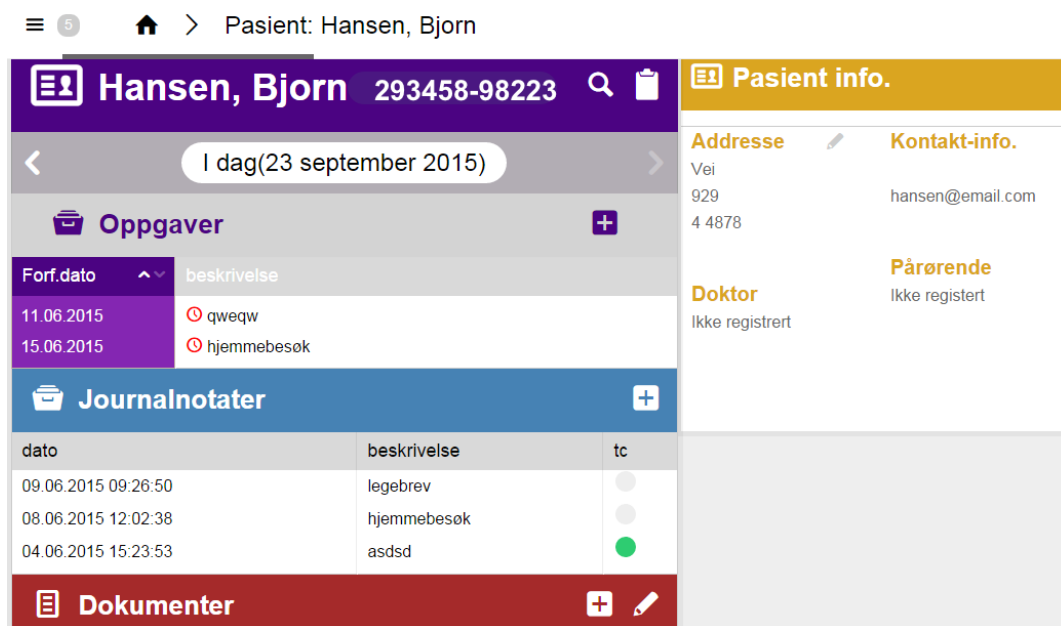 5 Pasient: Hansen, Bjorn
Hansen, Bjorn 293458-98223
I dag(23 september 2015)
Oppgaver
Forf.dato beskrivelse
11.06.2015 qweqw
15.06.2015 hjemmebesøk
Journalnotater
dato beskrivelse tc
09.06.2015 09:26:50 legebrev
08.06.2015 12:02:38 hjemmebesøk
04.06.2015 15:23:53 asdsd
Dokumenter
Pasient info.
Addresse
Vei
929
4 4878
Kontakt-info.
hansen@email.com
Doktor
Ikke registrert
Pårørende
Ikke registert